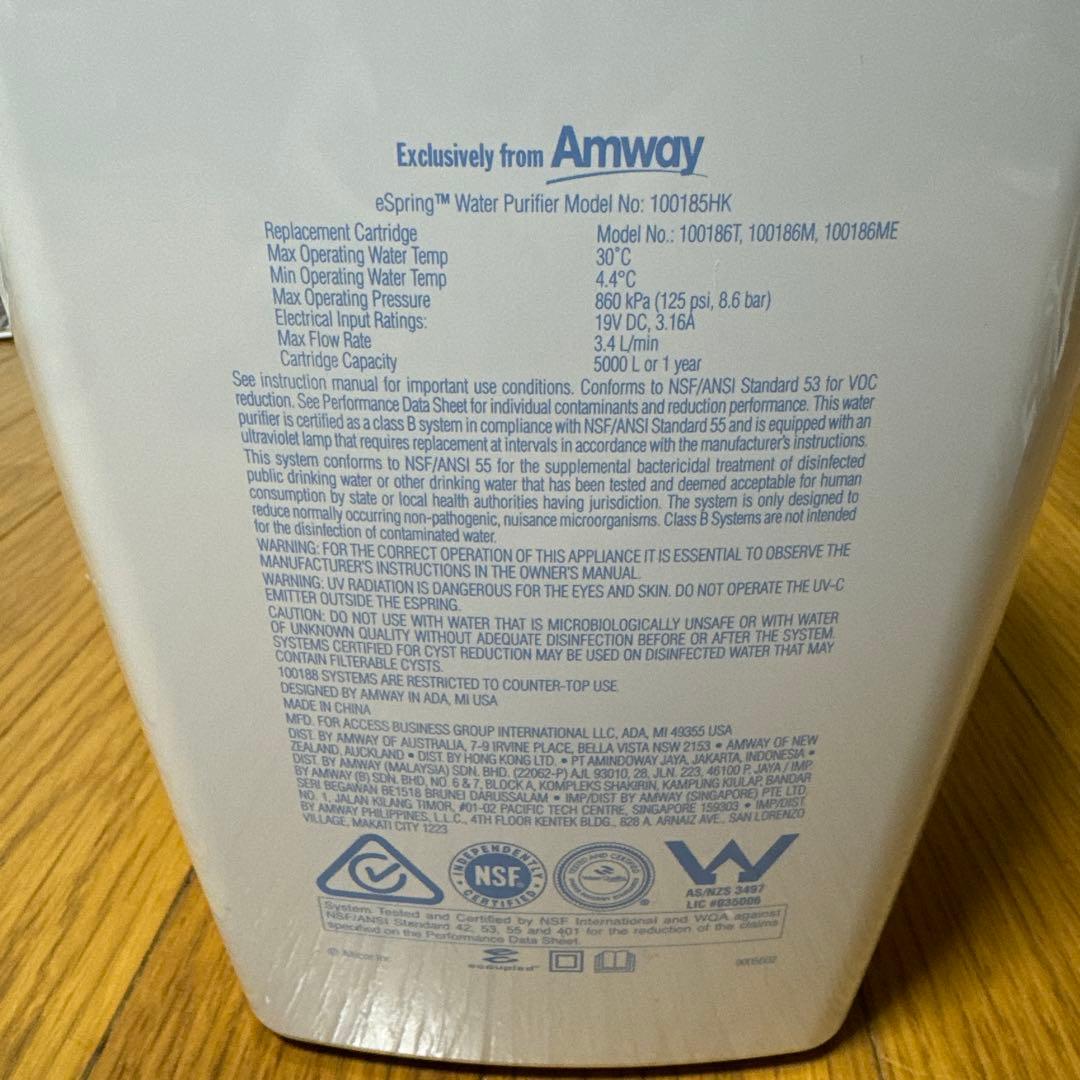 Exclusively from Amway
eSpring™ Water Purifier Model No: 100185HK
Replacement Cartridge Model No.: 100186T, 100186M, 100186ME
Max Operating Water Temp 30°C
Min Operating Water Temp 4.4°C
Max Operating Pressure 860 kPa (125 psi, 8.6 bar)
Electrical Input Ratings: 19V DC, 3.16A
Max Flow Rate 3.4 L/min
Cartridge Capacity 5000 L or 1 year
See instruction manual for important use conditions. Conforms to NSF/ANSI Standard 53 for VOC
reduction. See Performance Data Sheet for individual contaminants and reduction performance. This water
purifier is certified as a class B system in compliance with NSF/ANSI Standard 55 and is equipped with an
ultraviolet lamp that requires replacement at intervals in accordance with the manufacturer's instructions.
This system conforms to NSF/ANSI 55 for the supplemental bactericidal treatment of disinfected
public drinking water or other drinking water that has been tested and deemed acceptable for human
consumption by state or local health authorities having jurisdiction. The system is only designed to
reduce normally occurring non-pathogenic, nuisance microorganisms. Class B Systems are not intended
for the disinfection of contaminated water.
WARNING: FOR THE CORRECT OPERATION OF THIS APPLIANCE IT IS ESSENTIAL TO OBSERVE THE
MANUFACTURER'S INSTRUCTIONS IN THE OWNER'S MANUAL.
WARNING: UV RADIATION IS DANGEROUS FOR THE EYES AND SKIN. DO NOT OPERATE THE UV-C
EMITTER OUTSIDE THE ESPRING.
CAUTION: DO NOT USE WITH WATER THAT IS MICROBIOLOGICALLY UNSAFE OR WITH WATER
OF UNKNOWN QUALITY WITHOUT ADEQUATE DISINFECTION BEFORE OR AFTER THE SYSTEM.
SYSTEMS CERTIFIED FOR CYST REDUCTION MAY BE USED ON DISINFECTED WATER THAT MAY
CONTAIN FILTERABLE CYSTS.
100188 SYSTEMS ARE RESTRICTED TO COUNTER-TOP USE.
DESIGNED BY AMWAY IN ADA, MI USA
MADE IN CHINA
MFD. FOR ACCESS BUSINESS GROUP INTERNATIONAL LLC, ADA, MI 49355 USA
DIST. BY AMWAY OF AUSTRALIA, 7-9 IRVINE PLACE, BELLA VISTA NSW 2153 • AMWAY OF NEW
ZEALAND, AUCKLAND • DIST. BY HONG KONG LTD. • PT AMINDOWAY JAYA, JAKARTA, INDONESIA •
DIST. BY AMWAY (MALAYSIA) SDN. BHD. (22062-P) AJL 93010, 28, JLN. 223, 46100 P. JAYA / IMP.
BY AMWAY (B) SDN. BHD, NO. 6 & 7, BLOCK A, KOMPLEKS SHAKIRIN, KAMPUNG KIULAP, BANDAR
SERI BEGAWAN BE1518 BRUNEI DARUSSALAM • IMP/DIST BY AMWAY (SINGAPORE) PTE LTD.
NO. 1, JALAN KILANG TIMOR, #01-02 PACIFIC TECH CENTRE, SINGAPORE 159303 • IMP/DIST.
BY AMWAY PHILIPPINES, L.L.C., 4TH FLOOR KENTEK BLDG., 828 A. ARNAIZ AVE., SAN LORENZO
VILLAGE, MAKATI CITY 1223
INDEPENDENTLY
NSF
CERTIFIED
TESTED AND CERTIFIED
AS/NZS 3497
LIC #035006
System Tested and Certified by NSF International and WQA against
NSF/ANSI Standard 42, 53, 55 and 401 for the reduction of the claims
specified on the Performance Data Sheet.
ecoupled™